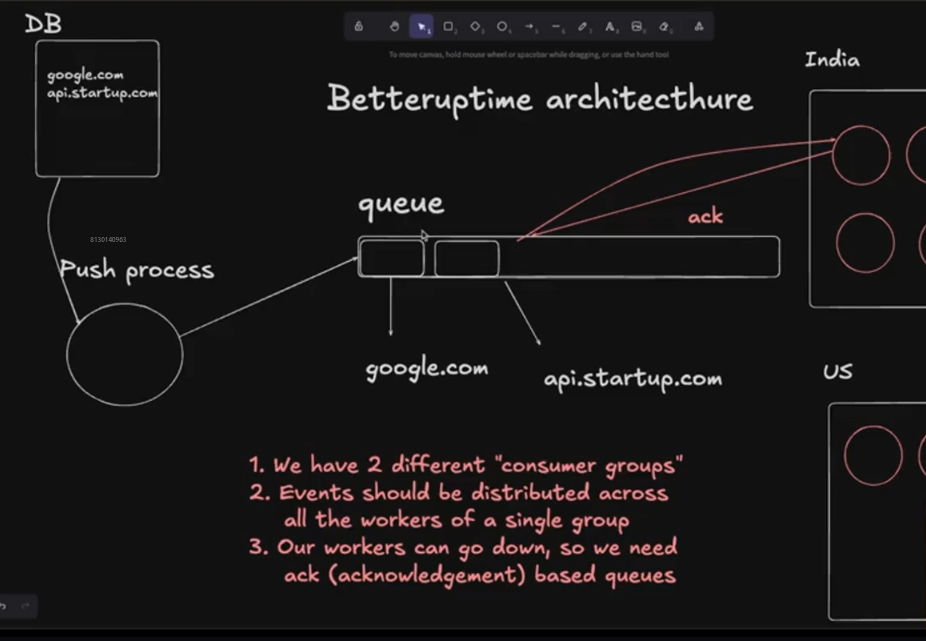 DB
google.com
api.startup.com
To move canvas, hold mouse wheel or spacebar while dragging, or use the hand tool
India
Betteruptime architecthure
queue
ack
8130140963
Push process
google.com
api.startup.com
US
1. We have 2 different "consumer groups"
2. Events should be distributed across
all the workers of a single group
3. Our workers can go down, so we need
ack (acknowledgement) based queues